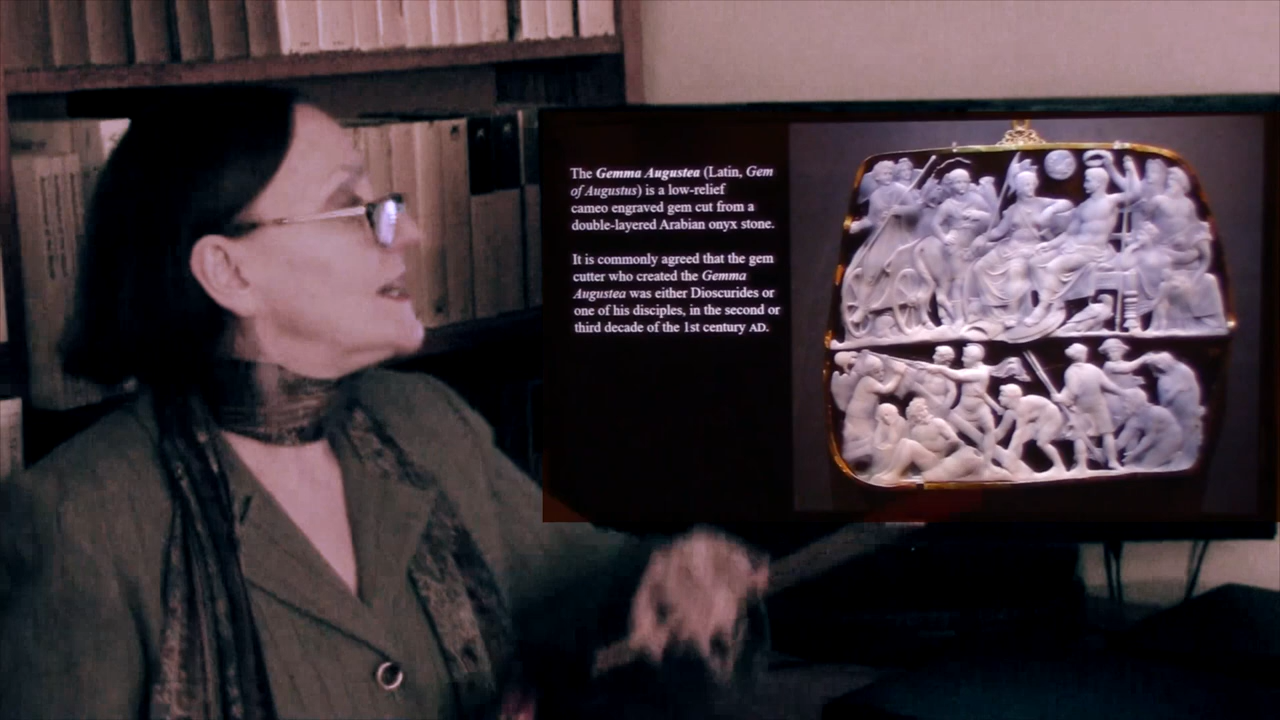 The Gemma Augustea (Latin, Gem
of Augustus) is a low-relief
cameo engraved gem cut from a
double-layered Arabian onyx stone.
It is commonly agreed that the gem
cutter who created the Gemma
Augustea was either Dioscurides or
one of his disciples, in the second or
third decade of the 1st century AD.